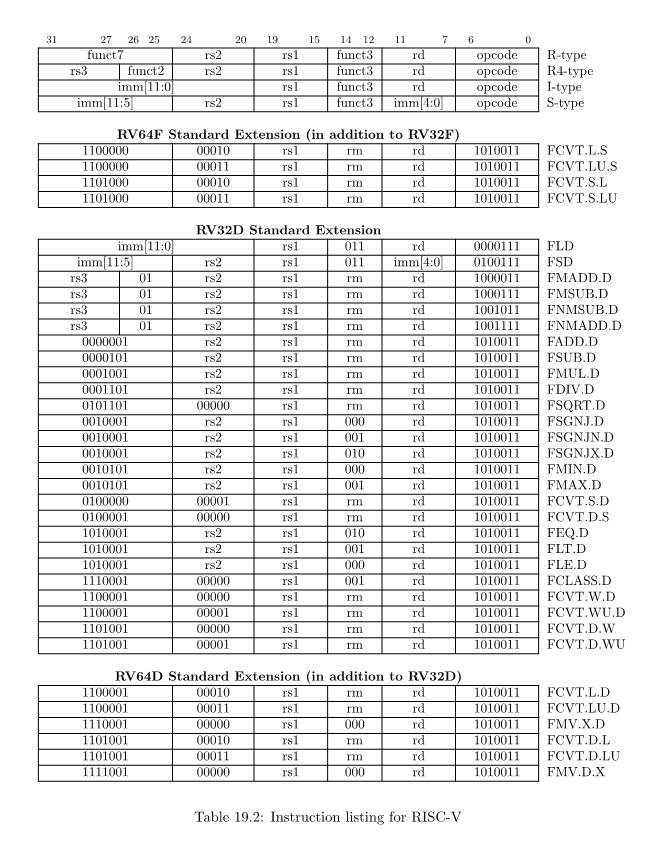 31 27 26 25 24 20 19 15 14 12 11 7 6 0
funct7 rs2 rs1 funct3 rd opcode R-type
rs3 funct2 rs2 rs1 funct3 rd opcode R4-type
imm[11:0] rs1 funct3 rd opcode I-type
imm[11:5] rs2 rs1 funct3 imm[4:0] opcode S-type
RV64F Standard Extension (in addition to RV32F)
1100000 00010 rs1 rm rd 1010011 FCVT.L.S
1100000 00011 rs1 rm rd 1010011 FCVT.LU.S
1101000 00010 rs1 rm rd 1010011 FCVT.S.L
1101000 00011 rs1 rm rd 1010011 FCVT.S.LU
RV32D Standard Extension
imm[11:0] rs1 011 rd 0000111 FLD
imm[11:5] rs2 rs1 011 imm[4:0] 0100111 FSD
rs3 01 rs2 rs1 rm rd 1000011 FMADD.D
rs3 01 rs2 rs1 rm rd 1000111 FMSUB.D
rs3 01 rs2 rs1 rm rd 1001011 FNMSUB.D
rs3 01 rs2 rs1 rm rd 1001111 FNMADD.D
0000001 rs2 rs1 rm rd 1010011 FADD.D
0000101 rs2 rs1 rm rd 1010011 FSUB.D
0001001 rs2 rs1 rm rd 1010011 FMUL.D
0001101 rs2 rs1 rm rd 1010011 FDIV.D
0101101 00000 rs1 rm rd 1010011 FSQRT.D
0010001 rs2 rs1 000 rd 1010011 FSGNJ.D
0010001 rs2 rs1 001 rd 1010011 FSGNJN.D
0010001 rs2 rs1 010 rd 1010011 FSGNJX.D
0010101 rs2 rs1 000 rd 1010011 FMIN.D
0010101 rs2 rs1 001 rd 1010011 FMAX.D
0100000 00001 rs1 rm rd 1010011 FCVT.S.D
0100001 00000 rs1 rm rd 1010011 FCVT.D.S
1010001 rs2 rs1 010 rd 1010011 FEQ.D
1010001 rs2 rs1 001 rd 1010011 FLT.D
1010001 rs2 rs1 000 rd 1010011 FLE.D
1110001 00000 rs1 001 rd 1010011 FCLASS.D
1100001 00000 rs1 rm rd 1010011 FCVT.W.D
1100001 00001 rs1 rm rd 1010011 FCVT.WU.D
1101001 00000 rs1 rm rd 1010011 FCVT.D.W
1101001 00001 rs1 rm rd 1010011 FCVT.D.WU
RV64D Standard Extension (in addition to RV32D)
1100001 00010 rs1 rm rd 1010011 FCVT.L.D
1100001 00011 rs1 rm rd 1010011 FCVT.LU.D
1110001 00000 rs1 000 rd 1010011 FMV.X.D
1101001 00010 rs1 rm rd 1010011 FCVT.D.L
1101001 00011 rs1 rm rd 1010011 FCVT.D.LU
1111001 00000 rs1 000 rd 1010011 FMV.D.X
Table 19.2: Instruction listing for RISC-V